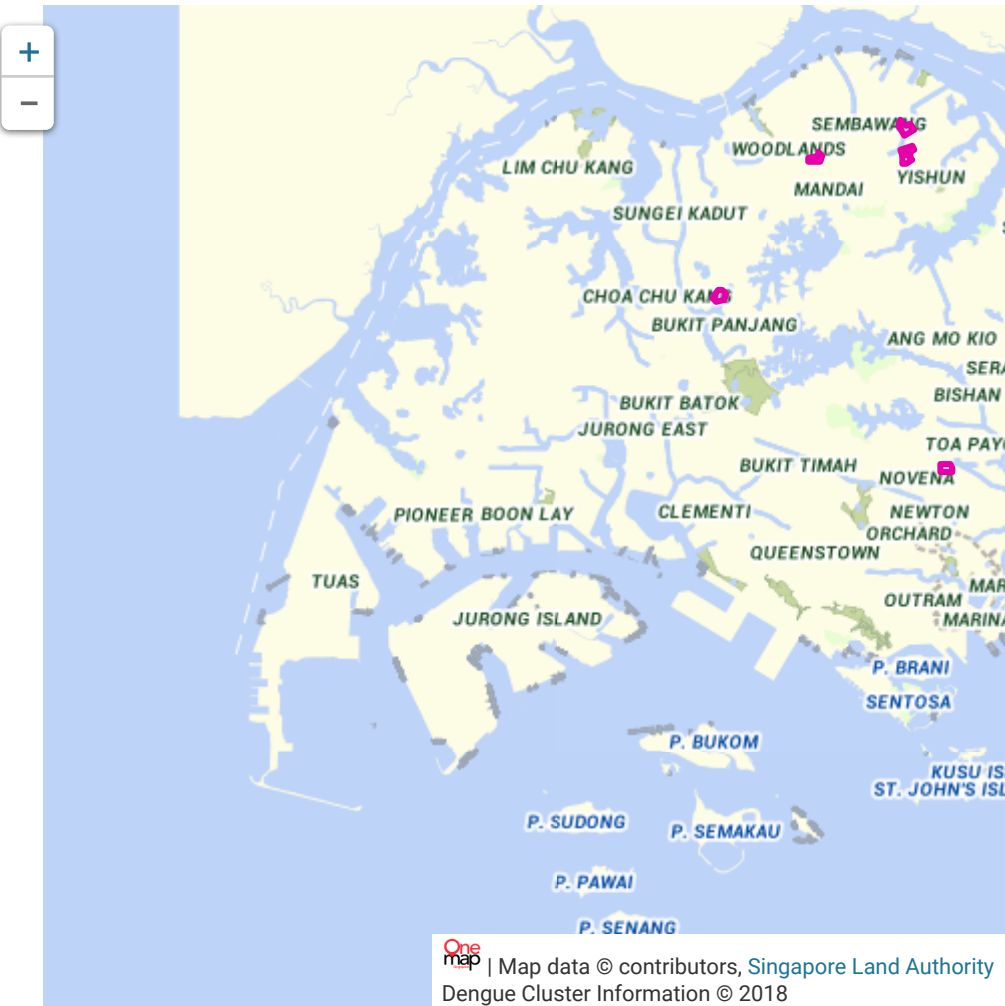 +
−
SEMBAWANG
WOODLANDS
LIM CHU KANG
YISHUN
MANDAI
SUNGEI KADUT
CHOA CHU KANG
BUKIT PANJANG
ANG MO KIO
SERA
BISHAN
BUKIT BATOK
JURONG EAST
TOA PAYO
BUKIT TIMAH
NOVENA
PIONEER BOON LAY
CLEMENTI
NEWTON
ORCHARD
QUEENSTOWN
TUAS
MAR
OUTRAM
JURONG ISLAND
MARINA
P. BRANI
SENTOSA
P. BUKOM
KUSU IS
ST. JOHN'S ISL
P. SUDONG
P. SEMAKAU
P. PAWAI
P. SENANG
One map | Map data © contributors, Singapore Land Authority
Dengue Cluster Information © 2018